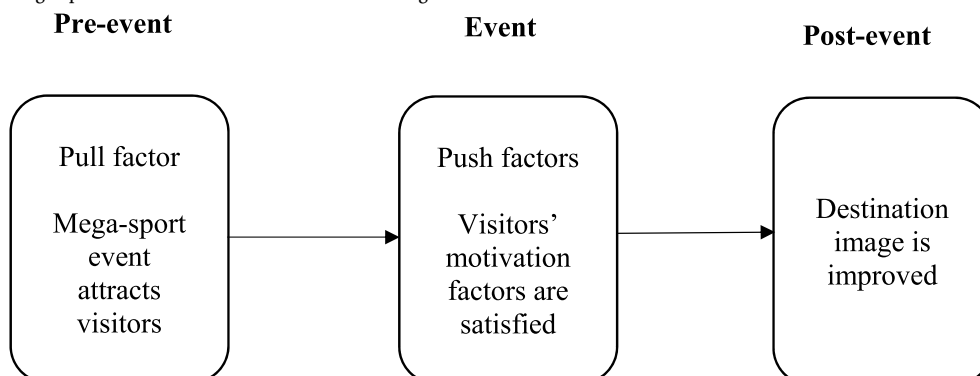 Pre-event
Event
Post-event
Pull factor
Mega-sport
event
attracts
visitors
Push factors
Visitors’
motivation
factors are
satisfied
Destination
image is
improved